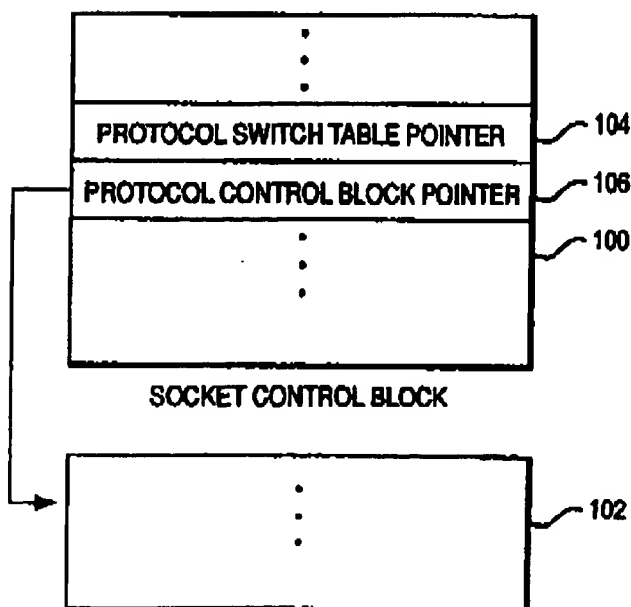 PROTOCOL SWITCH TABLE POINTER 104
PROTOCOL CONTROL BLOCK POINTER 106
100
SOCKET CONTROL BLOCK
102